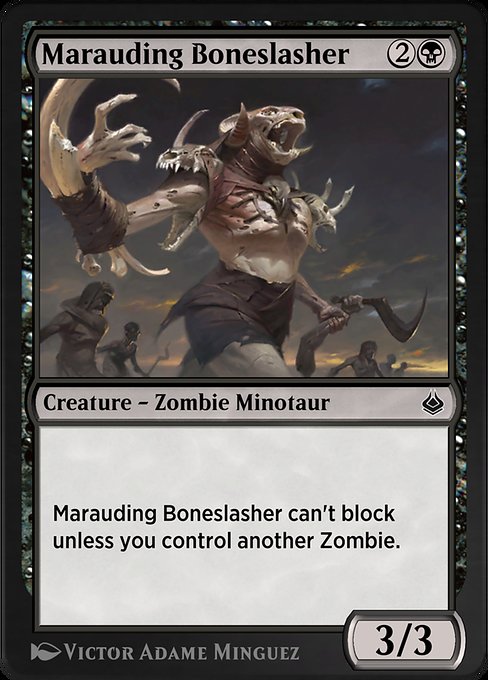 Marauding Boneslasher 2
Creature – Zombie Minotaur
Marauding Boneslasher can't block
unless you control another Zombie.
3/3
Victor Adame Minguez